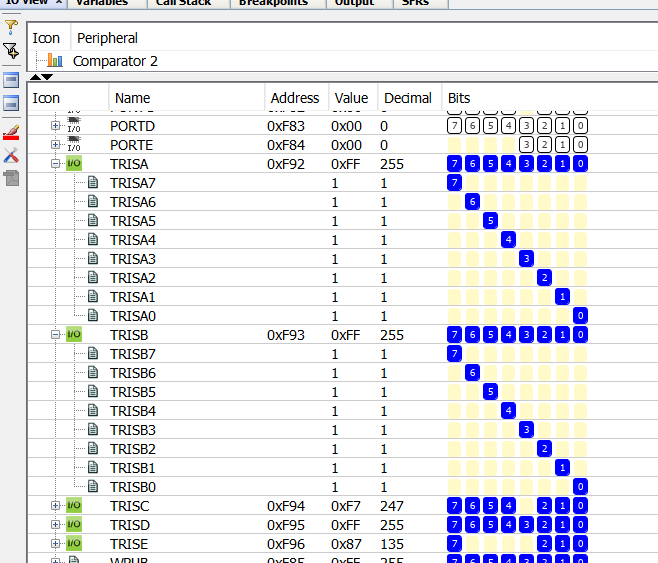 IO View × Variables Call Stack Breakpoints Output SFRs
Icon Peripheral
Comparator 2
Icon Name Address Value Decimal Bits
I/O PORTD 0xF83 0x00 0 7 6 5 4 3 2 1 0
I/O PORTE 0xF84 0x00 0 3 2 1 0
I/O TRISA 0xF92 0xFF 255 7 6 5 4 3 2 1 0
TRISA7 1 1 7
TRISA6 1 1 6
TRISA5 1 1 5
TRISA4 1 1 4
TRISA3 1 1 3
TRISA2 1 1 2
TRISA1 1 1 1
TRISA0 1 1 0
I/O TRISB 0xF93 0xFF 255 7 6 5 4 3 2 1 0
TRISB7 1 1 7
TRISB6 1 1 6
TRISB5 1 1 5
TRISB4 1 1 4
TRISB3 1 1 3
TRISB2 1 1 2
TRISB1 1 1 1
TRISB0 1 1 0
I/O TRISC 0xF94 0xF7 247 7 6 5 4 2 1 0
I/O TRISD 0xF95 0xFF 255 7 6 5 4 3 2 1 0
I/O TRISE 0xF96 0x87 135 7 2 1 0
WPUB 0xF85 0xFF 255 7 6 5 4 3 2 1 0